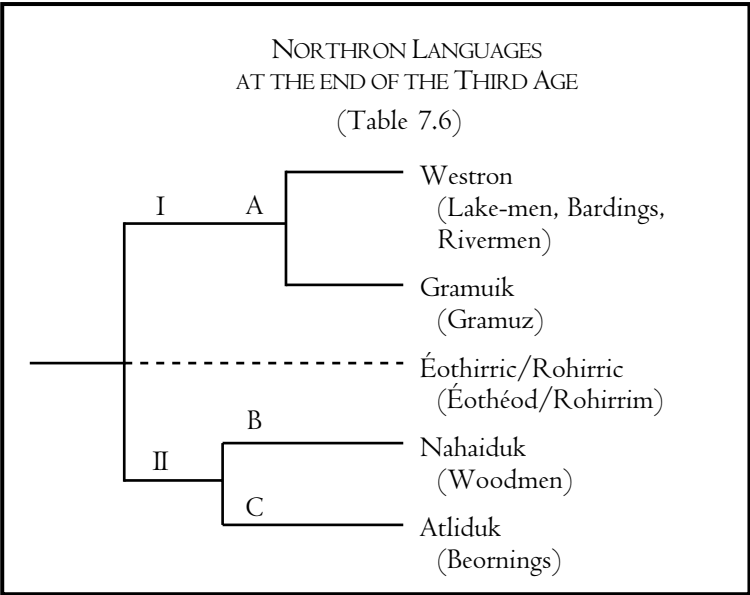 NORTHRON LANGUAGES
AT THE END OF THE THIRD AGE
(Table 7.6)
I
A
Westron
(Lake-men, Bardings,
Rivermen)
Gramuik
(Gramuz)
Éothirric/Rohirric
(Éothéod/Rohirrim)
II
B
Nahaiduk
(Woodmen)
C
Atliduk
(Beornings)